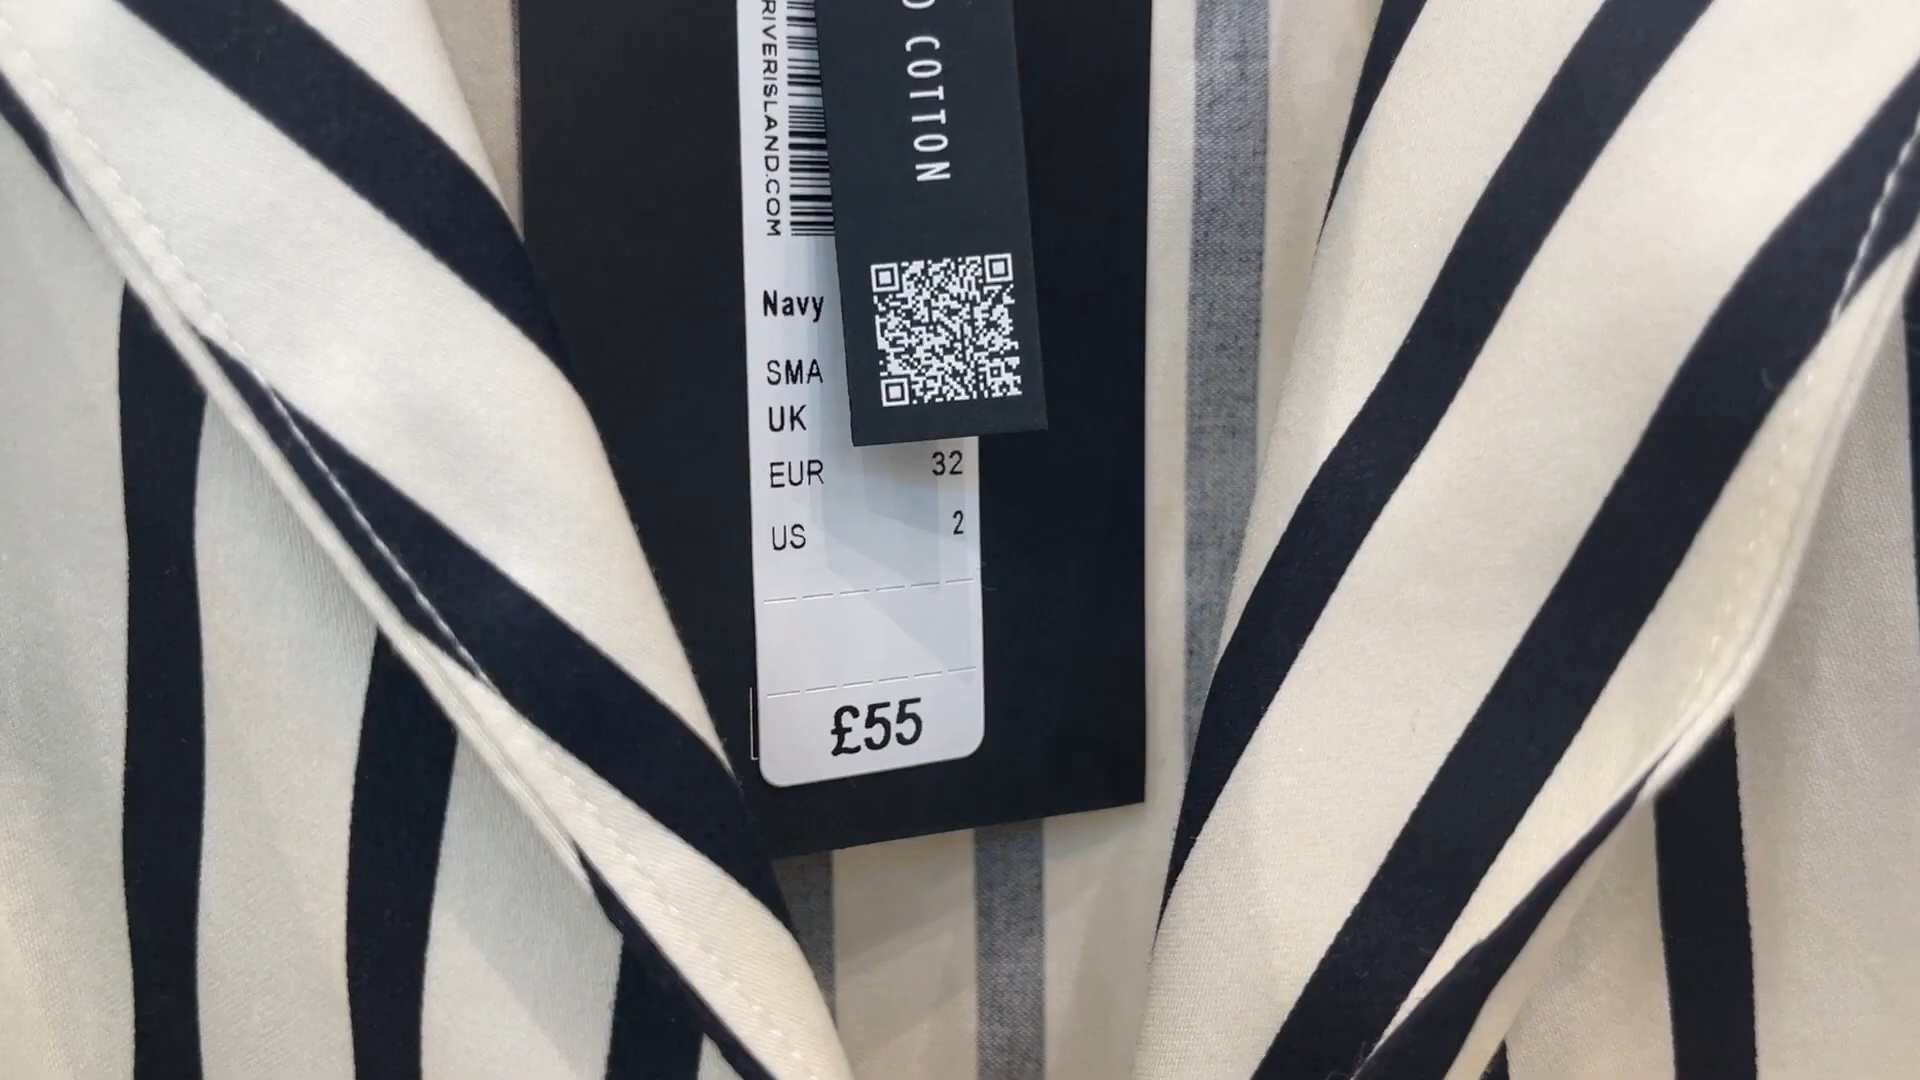 RIVERISLAND.COM
COTTON
Navy
SMA
UK
EUR 32
US 2
£55